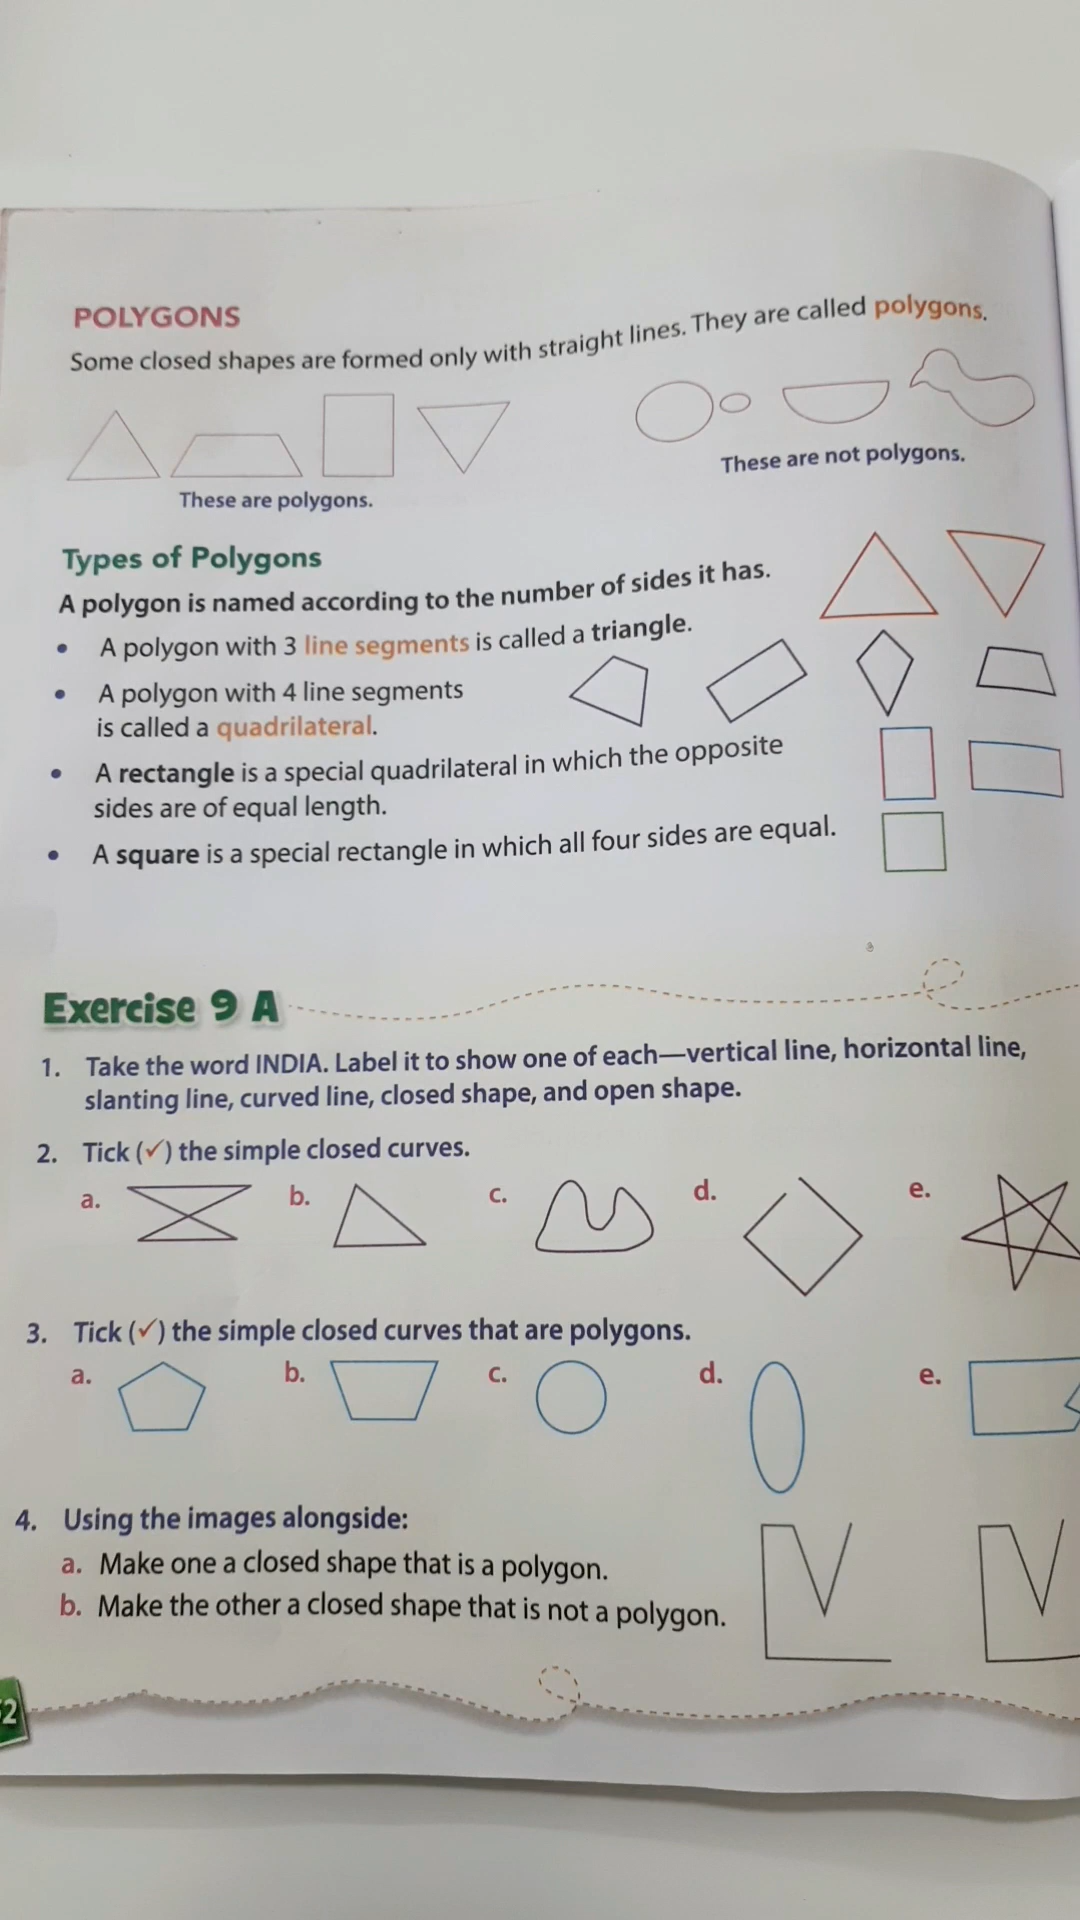 POLYGONS
Some closed shapes are formed only with straight lines. They are called polygons.
These are polygons.
These are not polygons.
Types of Polygons
A polygon is named according to the number of sides it has.
• A polygon with 3 line segments is called a triangle.
• A polygon with 4 line segments
is called a quadrilateral.
• A rectangle is a special quadrilateral in which the opposite
sides are of equal length.
• A square is a special rectangle in which all four sides are equal.
Exercise 9 A
1. Take the word INDIA. Label it to show one of each—vertical line, horizontal line,
slanting line, curved line, closed shape, and open shape.
2. Tick (✓) the simple closed curves.
a. b. c. d. e.
3. Tick (✓) the simple closed curves that are polygons.
a. b. c. d. e.
4. Using the images alongside:
a. Make one a closed shape that is a polygon.
b. Make the other a closed shape that is not a polygon.